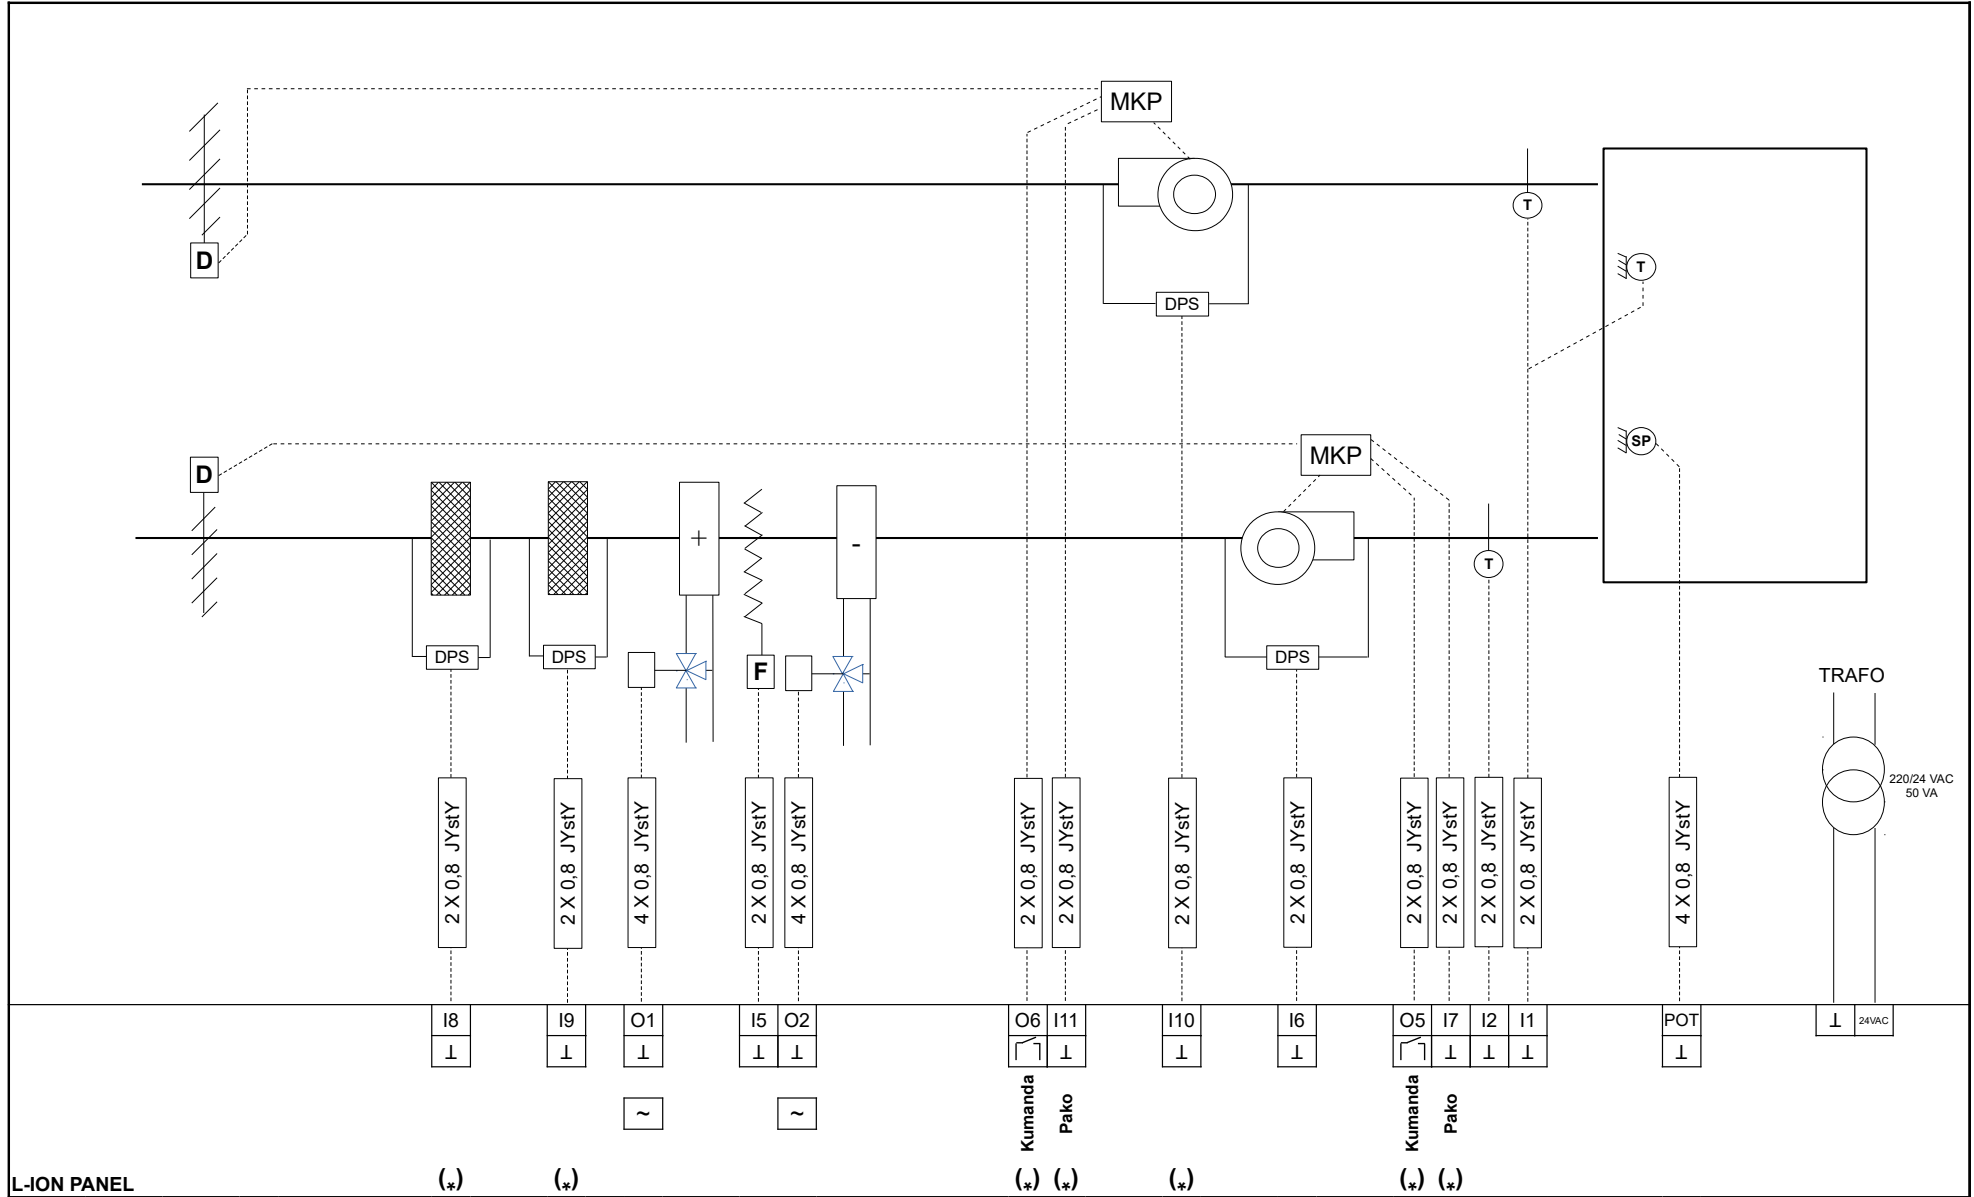 MKP
T
D
T
DPS
SP
MKP
D
+
-
T
DPS
DPS
F
DPS
TRAFO
220/24 VAC
50 VA
2 X 0,8 JYstY
2 X 0,8 JYstY
4 X 0,8 JYstY
2 X 0,8 JYstY
4 X 0,8 JYstY
2 X 0,8 JYstY
2 X 0,8 JYstY
2 X 0,8 JYstY
2 X 0,8 JYstY
2 X 0,8 JYstY
2 X 0,8 JYstY
2 X 0,8 JYstY
2 X 0,8 JYstY
4 X 0,8 JYstY
I8 I9 O1 I5 O2 O6 I11 I10 I6 O5 I7 I2 I1 POT ⊥ 24VAC
⊥ ⊥ ⊥ ⊥ ⊥ ⊥ ⊥ ⊥ ⊥ ⊥ ⊥ ⊥
~ ~
Kumanda
Pako
Kumanda
Pako
(*) (*) (*) (*) (*) (*) (*)
L-ION PANEL